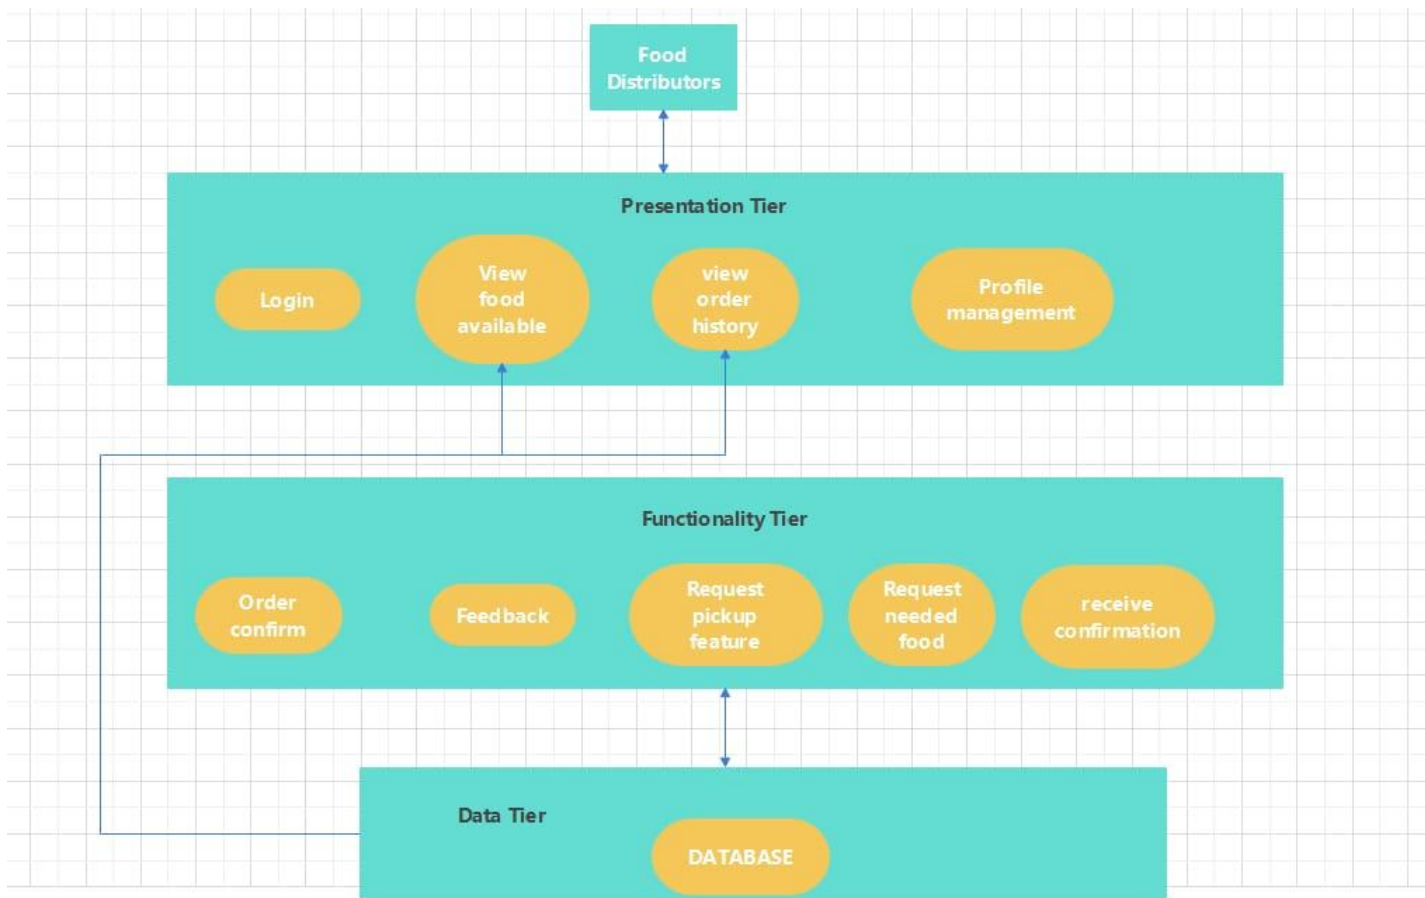 Food
Distributors
Presentation Tier
Login
View
food
available
view
order
history
Profile
management
Functionality Tier
Order
confirm
Feedback
Request
pickup
feature
Request
needed
food
receive
confirmation
Data Tier
DATABASE